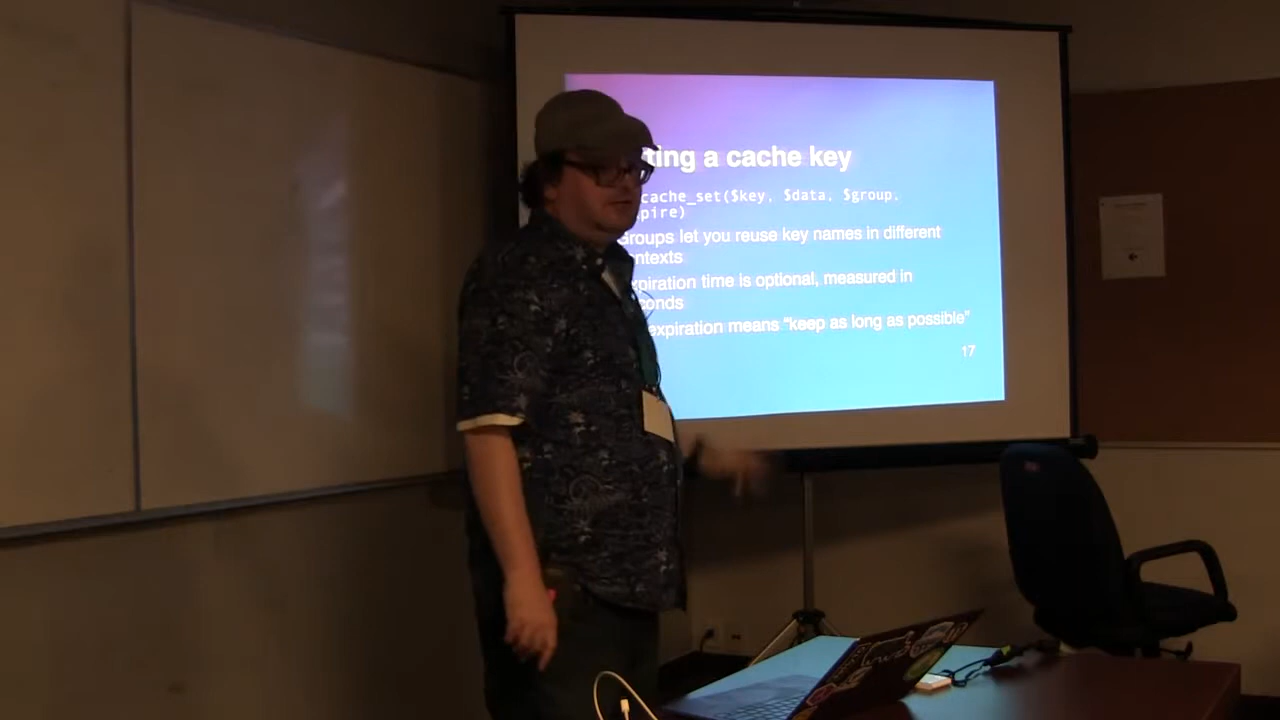 ting a cache key
cache_set($key, $data, $group,
pire)
Groups let you reuse key names in different
ntexts
xpiration time is optional, measured in
conds
expiration means “keep as long as possible”
17